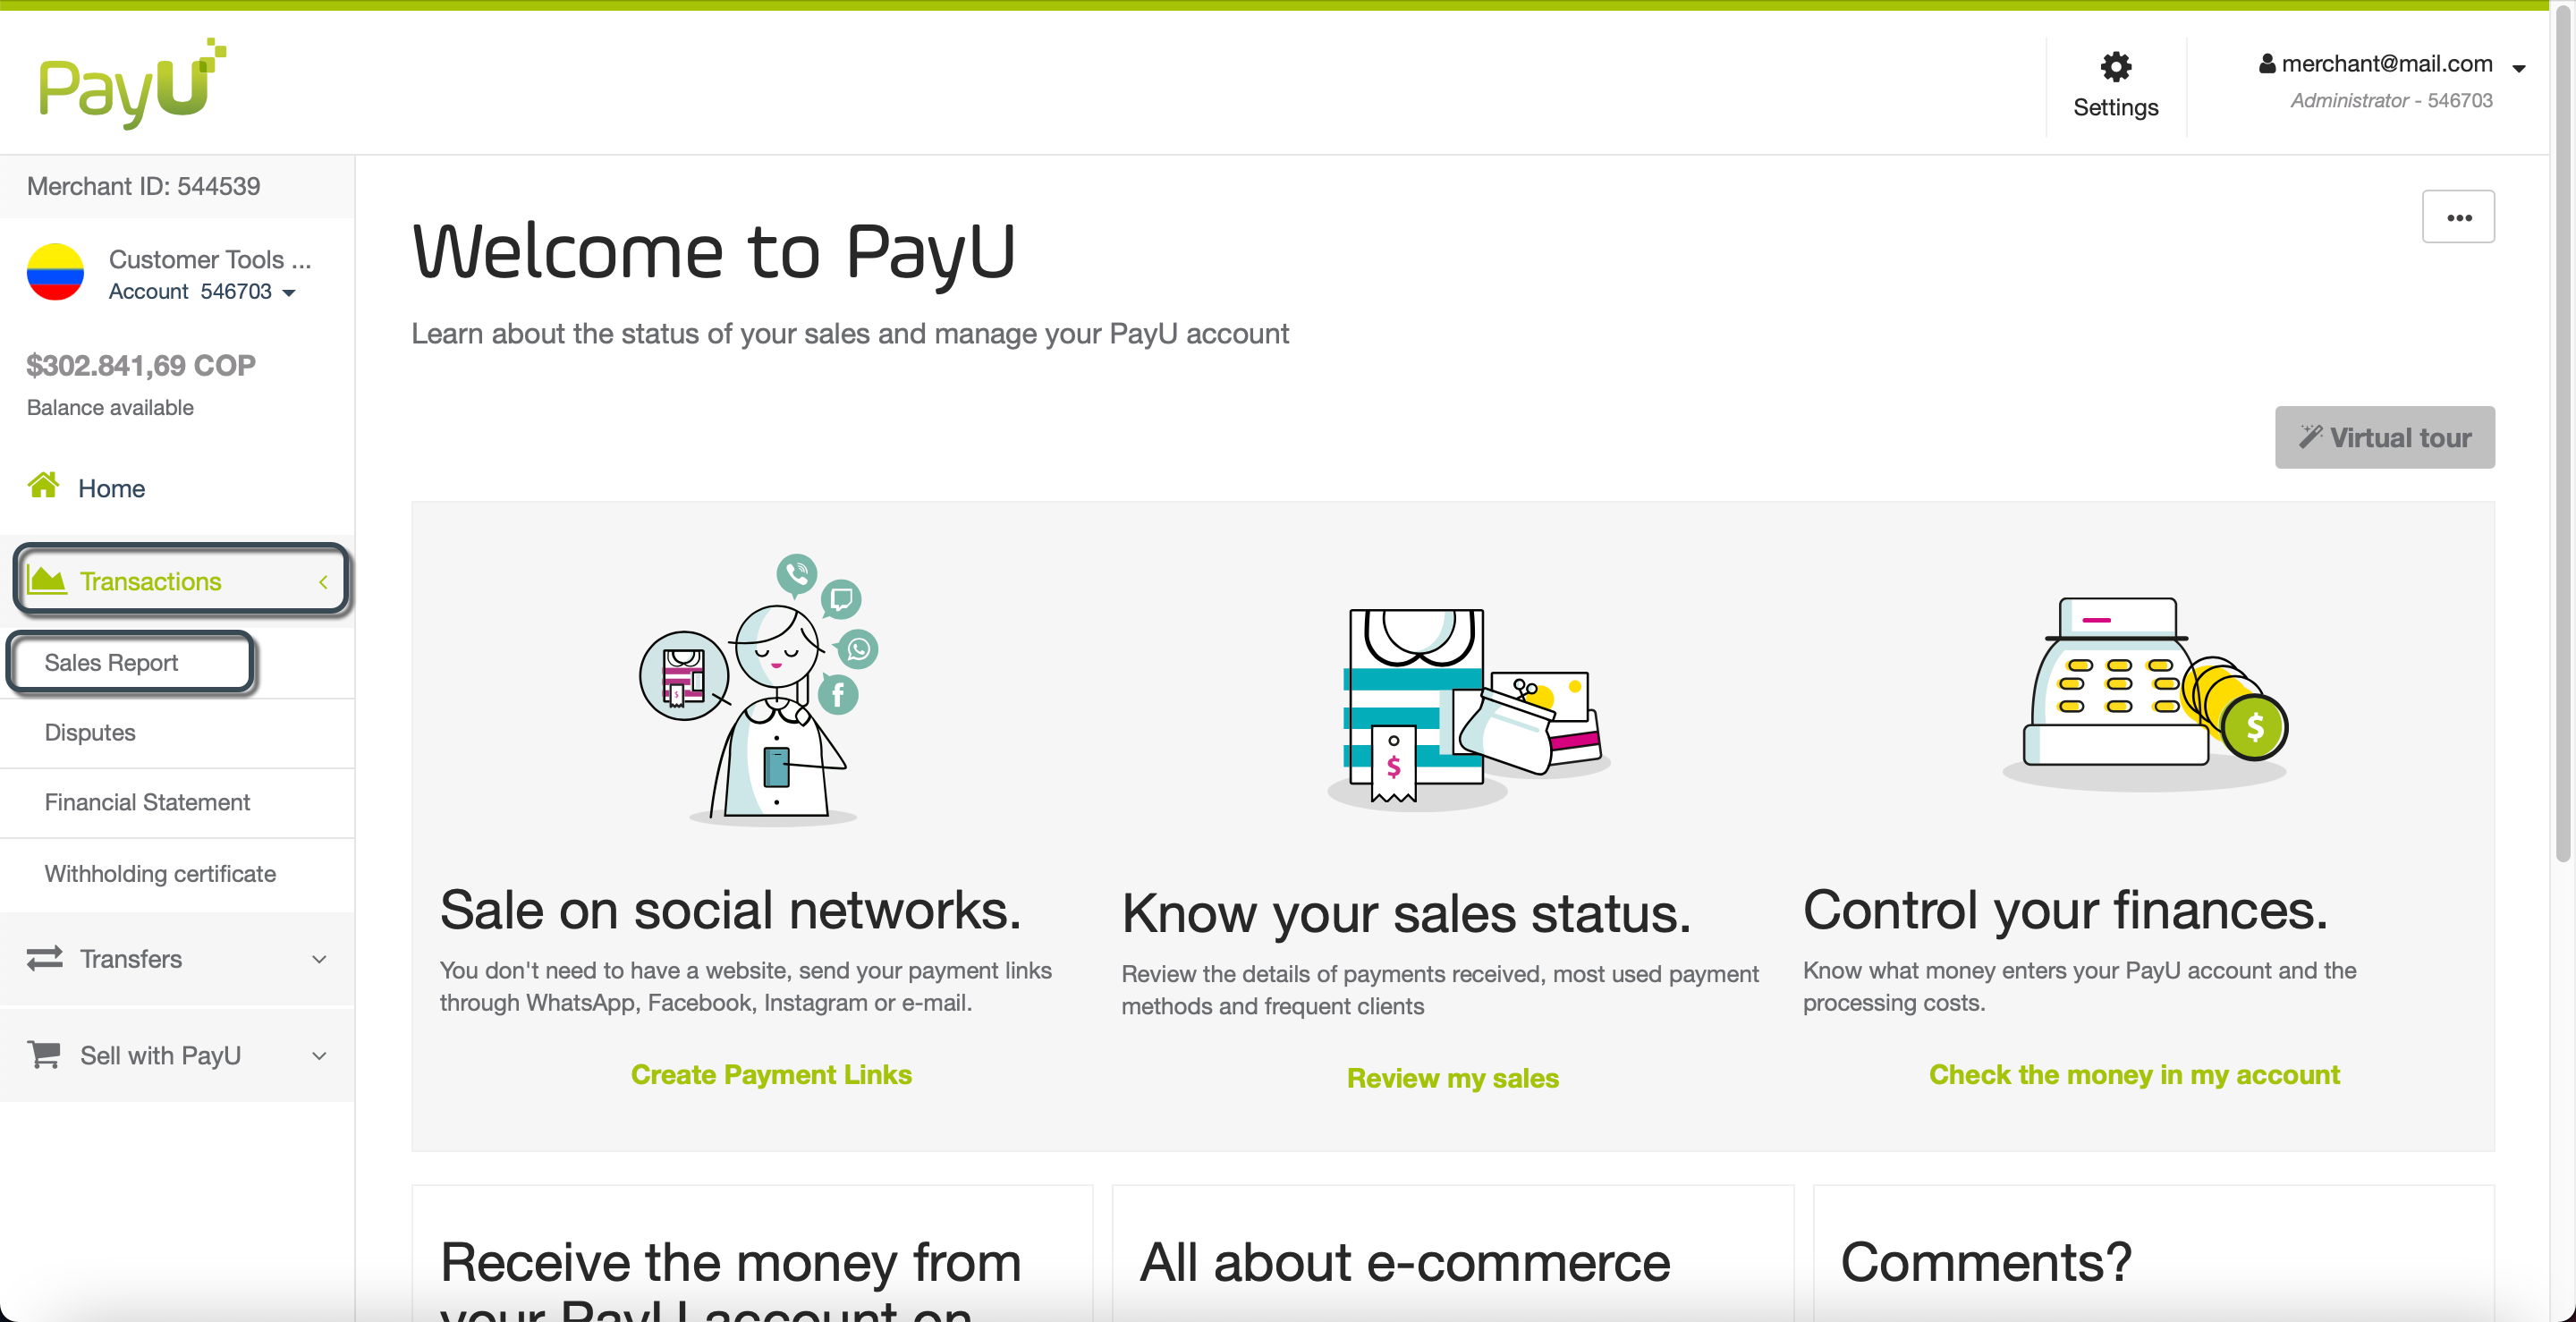 PayU
Settings
merchant@mail.com
Administrator - 546703
Merchant ID: 544539
Customer Tools ...
Account 546703
$302.841,69 COP
Balance available
Home
Transactions
Sales Report
Disputes
Financial Statement
Withholding certificate
Transfers
Sell with PayU
Welcome to PayU
Learn about the status of your sales and manage your PayU account
Virtual tour
Sale on social networks.
You don't need to have a website, send your payment links
through WhatsApp, Facebook, Instagram or e-mail.
Create Payment Links
Know your sales status.
Review the details of payments received, most used payment
methods and frequent clients
Review my sales
Control your finances.
Know what money enters your PayU account and the
processing costs.
Check the money in my account
Receive the money from
your PayU account on
All about e-commerce
Comments?